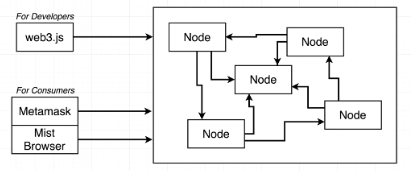 For Developers
web3.js
For Consumers
Metamask
Mist
Browser
Node
Node
Node
Node
Node